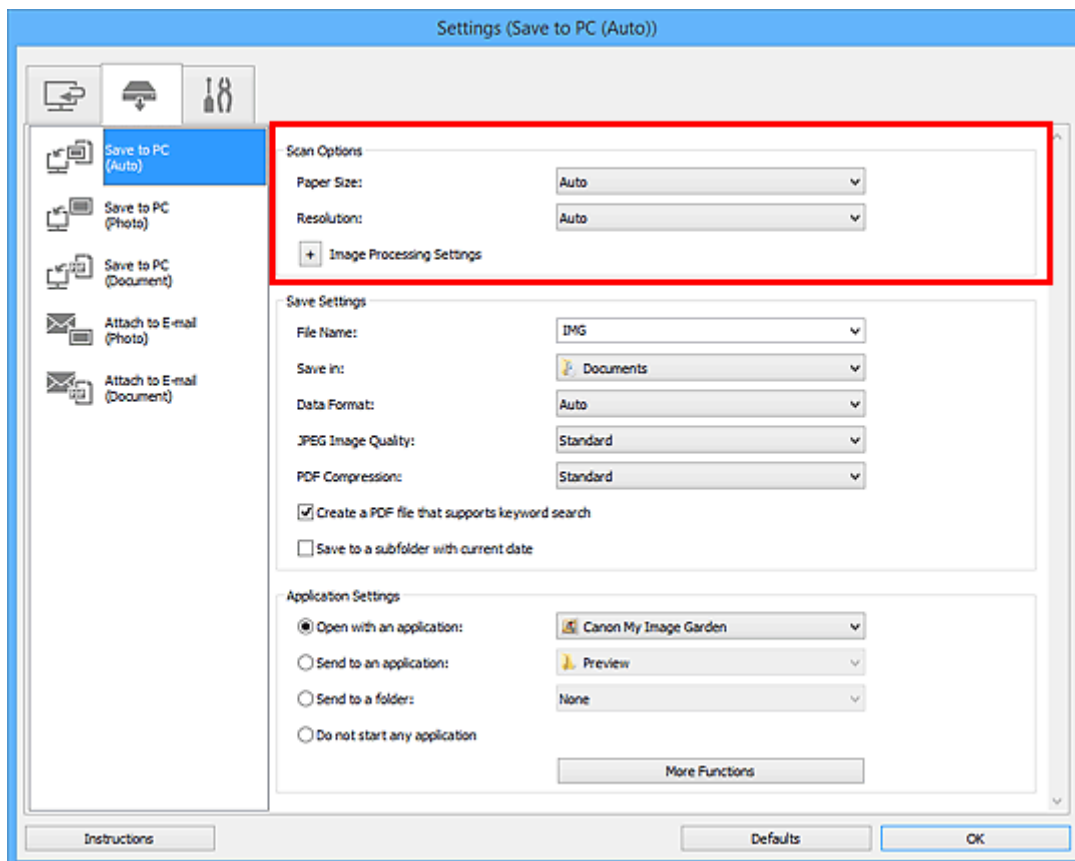 Settings (Save to PC (Auto))
Save to PC
(Auto)
Save to PC
(Photo)
Save to PC
(Document)
Attach to E-mail
(Photo)
Attach to E-mail
(Document)
Scan Options
Paper Size: Auto
Resolution: Auto
+ Image Processing Settings
Save Settings
File Name: IMG
Save in: Documents
Data Format: Auto
JPEG Image Quality: Standard
PDF Compression: Standard
Create a PDF file that supports keyword search
Save to a subfolder with current date
Application Settings
Open with an application: Canon My Image Garden
Send to an application: Preview
Send to a folder: None
Do not start any application
More Functions
Instructions Defaults OK